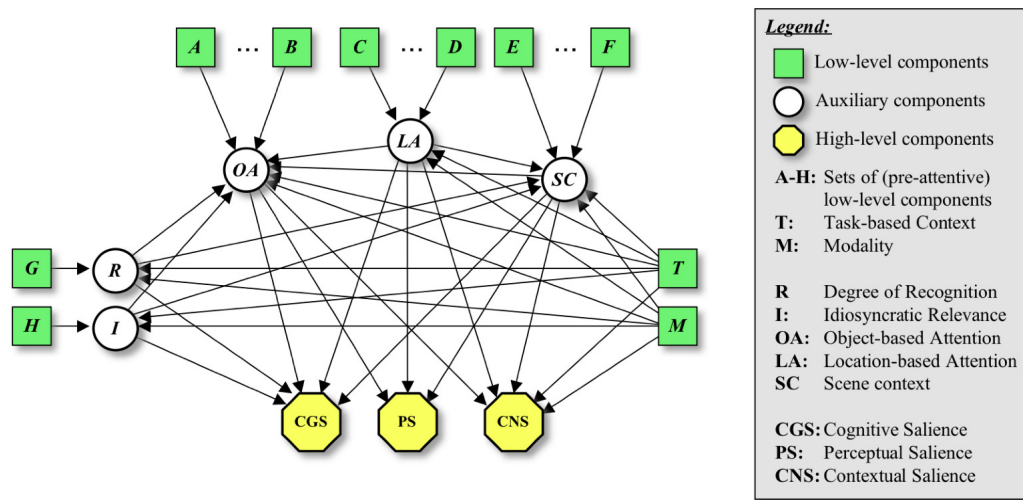 A ... B C ... D E ... F
LA
OA
SC
G R T
H I M
CGS PS CNS
Legend:
Low-level components
Auxiliary components
High-level components
A-H: Sets of (pre-attentive)
low-level components
T: Task-based Context
M: Modality
R Degree of Recognition
I: Idiosyncratic Relevance
OA: Object-based Attention
LA: Location-based Attention
SC Scene context
CGS: Cognitive Salience
PS: Perceptual Salience
CNS: Contextual Salience